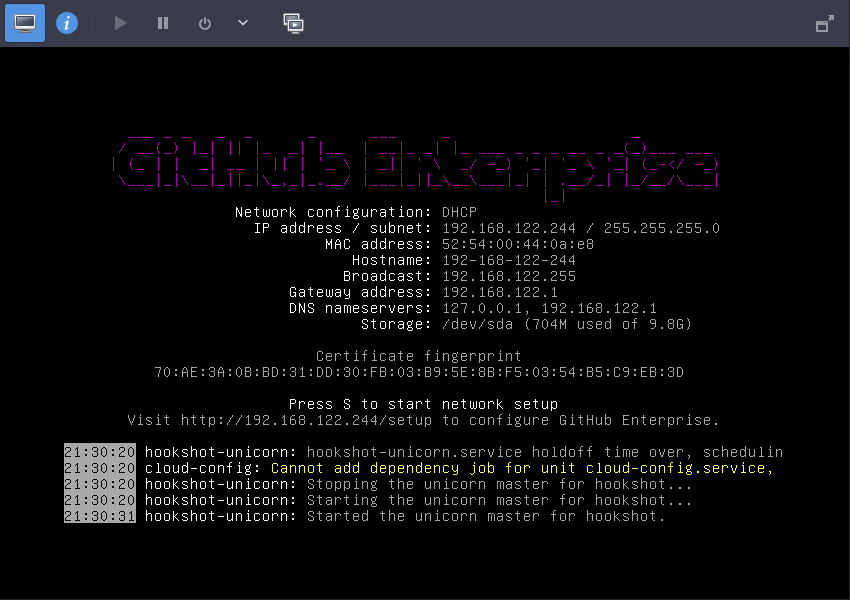 GitHub Enterprise
Network configuration: DHCP
IP address / subnet: 192.168.122.244 / 255.255.255.0
MAC address: 52:54:00:44:0a:e8
Hostname: 192-168-122-244
Broadcast: 192.168.122.255
Gateway address: 192.168.122.1
DNS nameservers: 127.0.0.1, 192.168.122.1
Storage: /dev/sda (704M used of 9.8G)
Certificate fingerprint
70:AE:3A:0B:BD:31:DD:30:FB:03:B9:5E:8B:F5:03:54:B5:C9:EB:3D
Press S to start network setup
Visit http://192.168.122.244/setup to configure GitHub Enterprise.
21:30:20 hookshot-unicorn: hookshot-unicorn.service holdoff time over, schedulin
21:30:20 cloud-config: Cannot add dependency job for unit cloud-config.service,
21:30:20 hookshot-unicorn: Stopping the unicorn master for hookshot...
21:30:20 hookshot-unicorn: Starting the unicorn master for hookshot...
21:30:31 hookshot-unicorn: Started the unicorn master for hookshot.